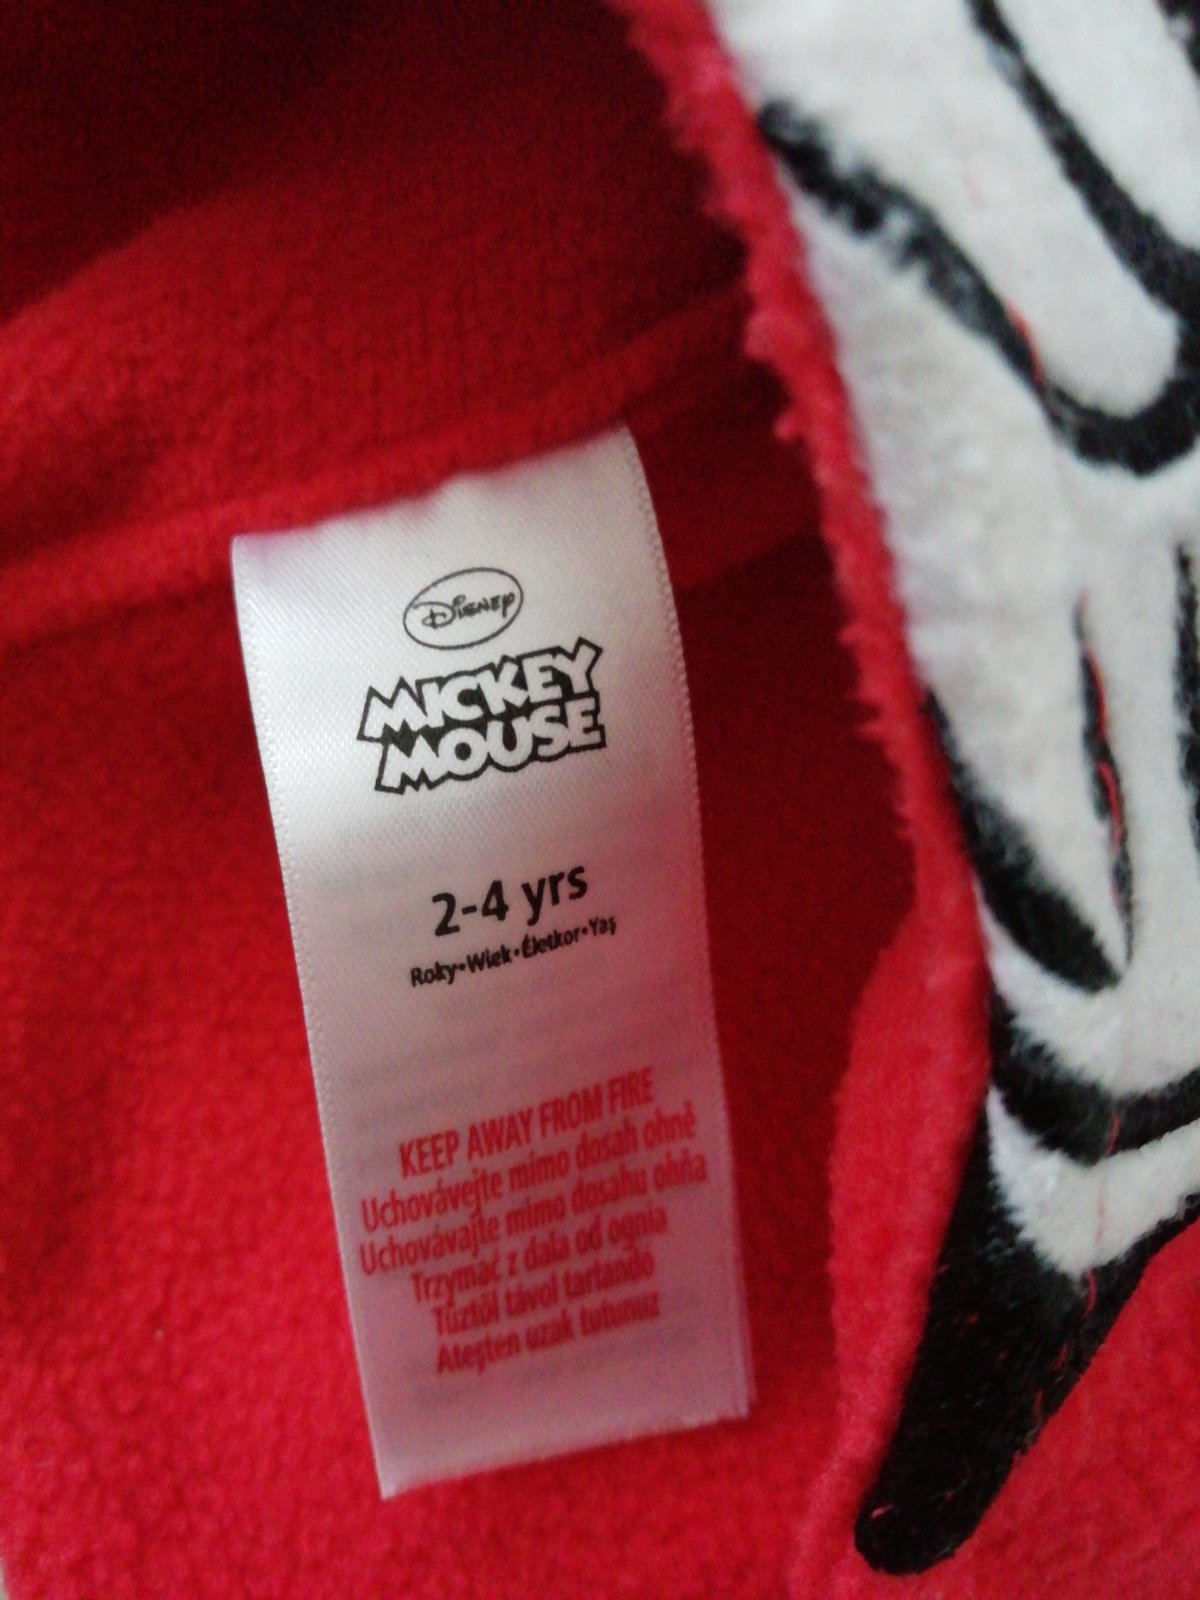 Disney
MICKEY
MOUSE
2-4 yrs
Roky•Wiek•Életkor•Yaş
KEEP AWAY FROM FIRE
Uchovávejte mimo dosah ohně
Uchovávajte mimo dosahu ohňa
Trzymać z dala od ognia
Tűztől távol tartandó
Ateşten uzak tutunuz